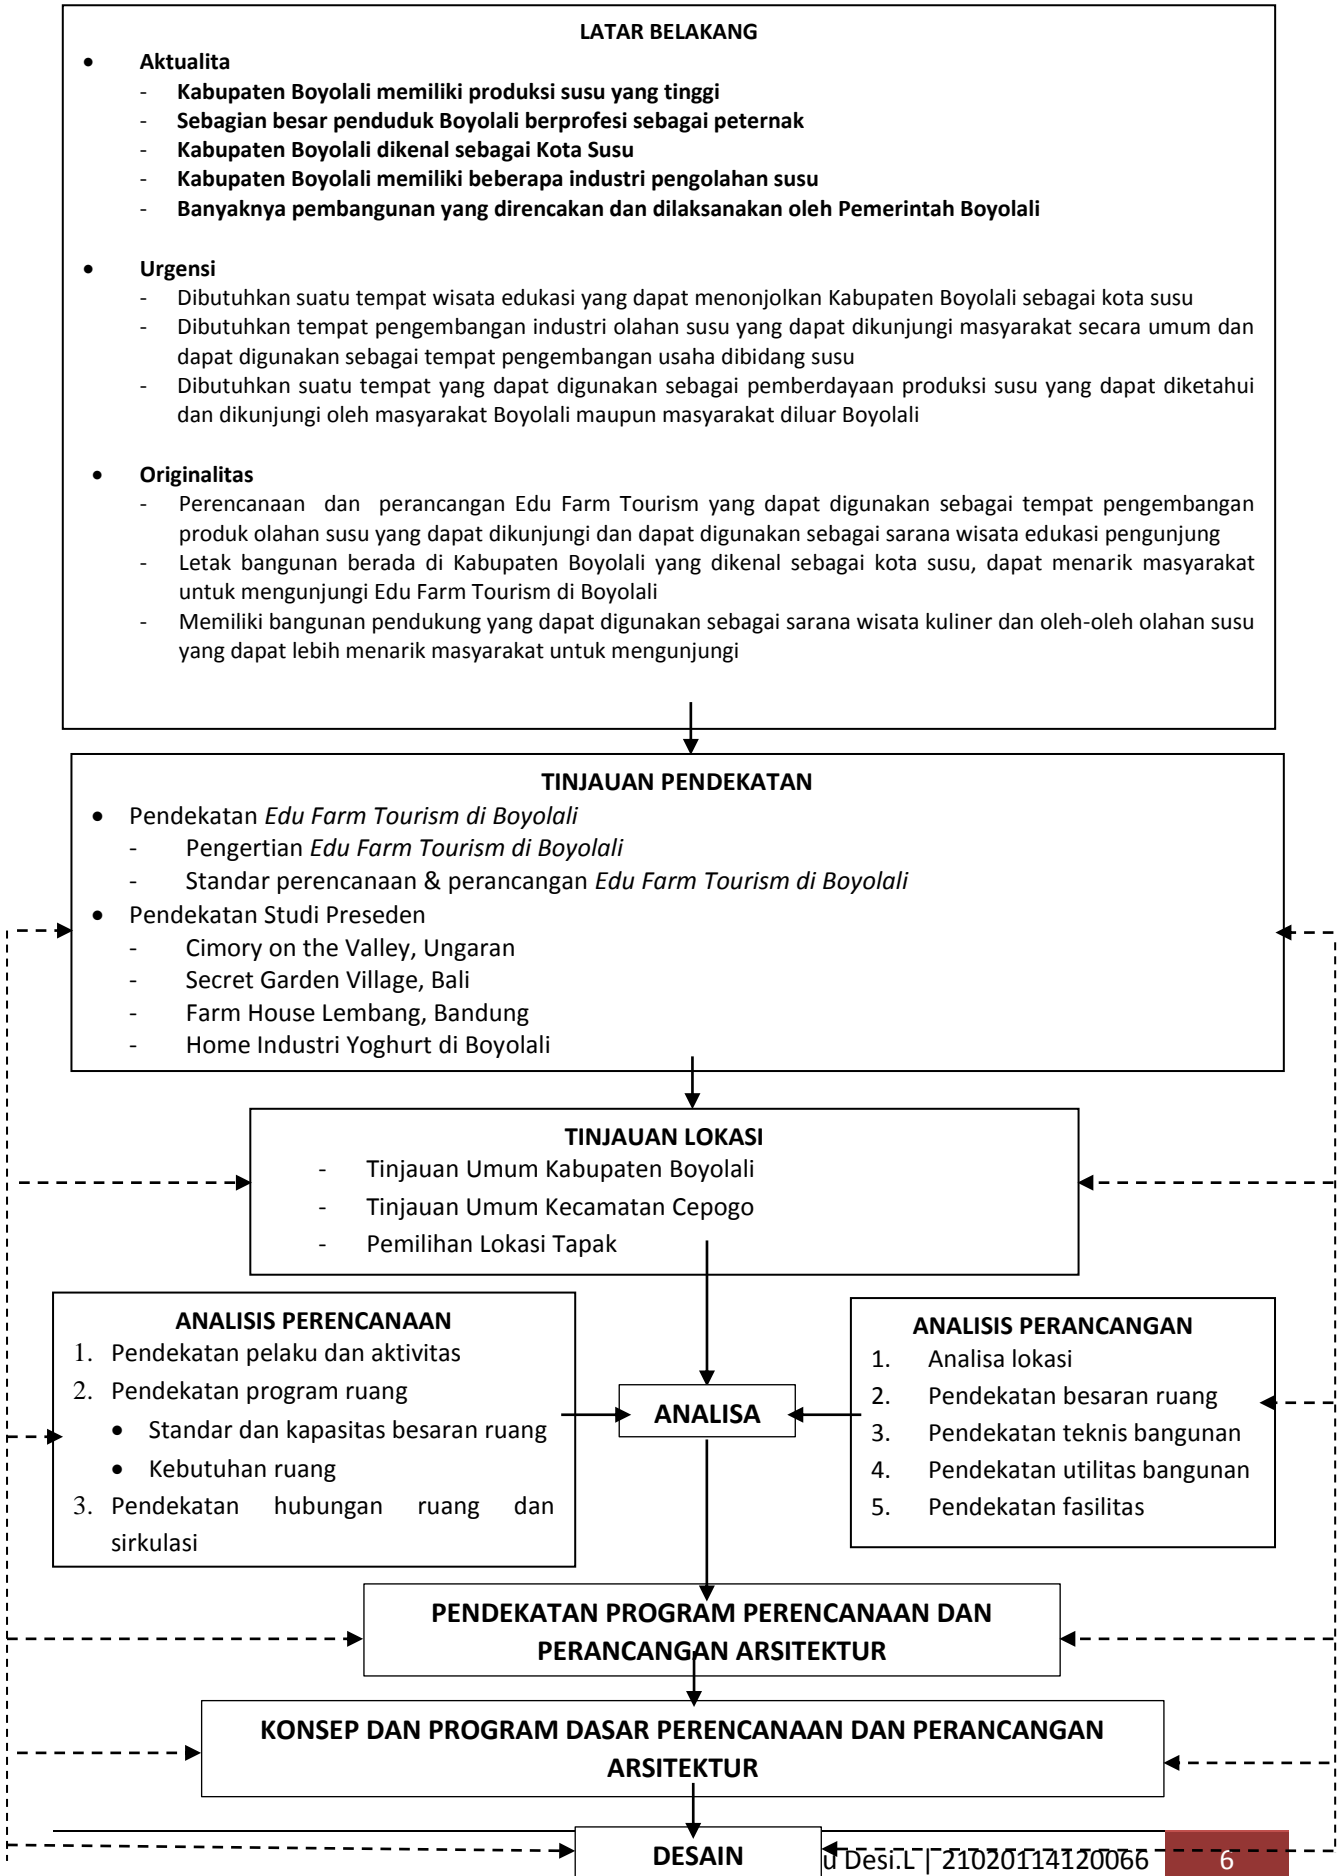 LATAR BELAKANG
• Aktualita
- Kabupaten Boyolali memiliki produksi susu yang tinggi
- Sebagian besar penduduk Boyolali berprofesi sebagai peternak
- Kabupaten Boyolali dikenal sebagai Kota Susu
- Kabupaten Boyolali memiliki beberapa industri pengolahan susu
- Banyaknya pembangunan yang direncakan dan dilaksanakan oleh Pemerintah Boyolali
• Urgensi
- Dibutuhkan suatu tempat wisata edukasi yang dapat menonjolkan Kabupaten Boyolali sebagai kota susu
- Dibutuhkan tempat pengembangan industri olahan susu yang dapat dikunjungi masyarakat secara umum dan
dapat digunakan sebagai tempat pengembangan usaha dibidang susu
- Dibutuhkan suatu tempat yang dapat digunakan sebagai pemberdayaan produksi susu yang dapat diketahui
dan dikunjungi oleh masyarakat Boyolali maupun masyarakat diluar Boyolali
• Originalitas
- Perencanaan dan perancangan Edu Farm Tourism yang dapat digunakan sebagai tempat pengembangan
produk olahan susu yang dapat dikunjungi dan dapat digunakan sebagai sarana wisata edukasi pengunjung
- Letak bangunan berada di Kabupaten Boyolali yang dikenal sebagai kota susu, dapat menarik masyarakat
untuk mengunjungi Edu Farm Tourism di Boyolali
- Memiliki bangunan pendukung yang dapat digunakan sebagai sarana wisata kuliner dan oleh-oleh olahan susu
yang dapat lebih menarik masyarakat untuk mengunjungi
TINJAUAN PENDEKATAN
• Pendekatan Edu Farm Tourism di Boyolali
- Pengertian Edu Farm Tourism di Boyolali
- Standar perencanaan & perancangan Edu Farm Tourism di Boyolali
• Pendekatan Studi Preseden
- Cimory on the Valley, Ungaran
- Secret Garden Village, Bali
- Farm House Lembang, Bandung
- Home Industri Yoghurt di Boyolali
TINJAUAN LOKASI
- Tinjauan Umum Kabupaten Boyolali
- Tinjauan Umum Kecamatan Cepogo
- Pemilihan Lokasi Tapak
ANALISIS PERENCANAAN
1. Pendekatan pelaku dan aktivitas
2. Pendekatan program ruang
• Standar dan kapasitas besaran ruang
• Kebutuhan ruang
3. Pendekatan hubungan ruang dan
sirkulasi
ANALISA
ANALISIS PERANCANGAN
1. Analisa lokasi
2. Pendekatan besaran ruang
3. Pendekatan teknis bangunan
4. Pendekatan utilitas bangunan
5. Pendekatan fasilitas
PENDEKATAN PROGRAM PERENCANAAN DAN
PERANCANGAN ARSITEKTUR
KONSEP DAN PROGRAM DASAR PERENCANAAN DAN PERANCANGAN
ARSITEKTUR
DESAIN
u Desi.L | 21020114120066 6